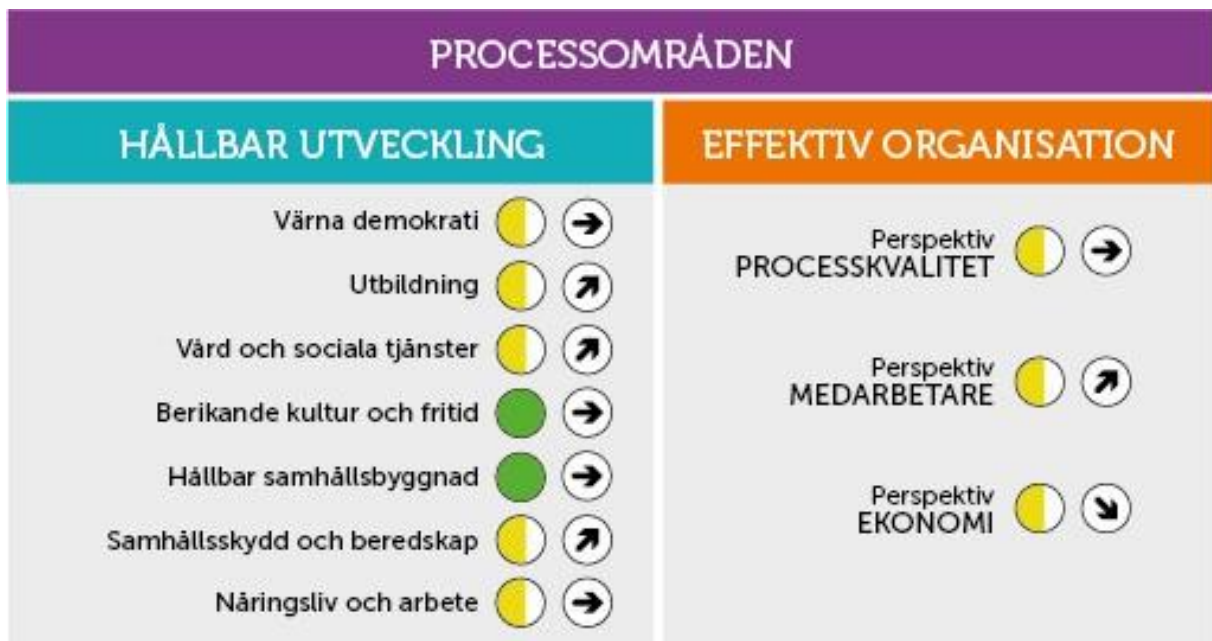 PROCESSOMRÅDEN
HÅLLBAR UTVECKLING
Värna demokrati
Utbildning
Vård och sociala tjänster
Berikande kultur och fritid
Hållbar samhällsbyggnad
Samhällsskydd och beredskap
Näringsliv och arbete
EFFEKTIV ORGANISATION
Perspektiv
PROCESSKVALITET
Perspektiv
MEDARBETARE
Perspektiv
EKONOMI